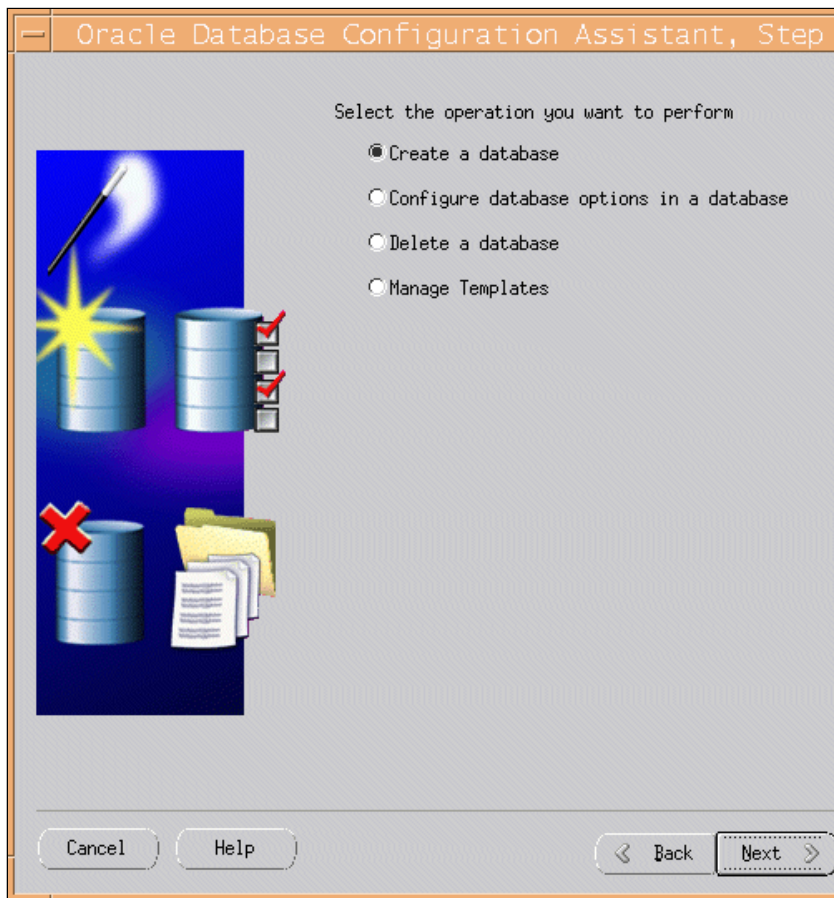 Oracle Database Configuration Assistant, Step
Select the operation you want to perform
Create a database
Configure database options in a database
Delete a database
Manage Templates
Cancel
Help
Back
Next